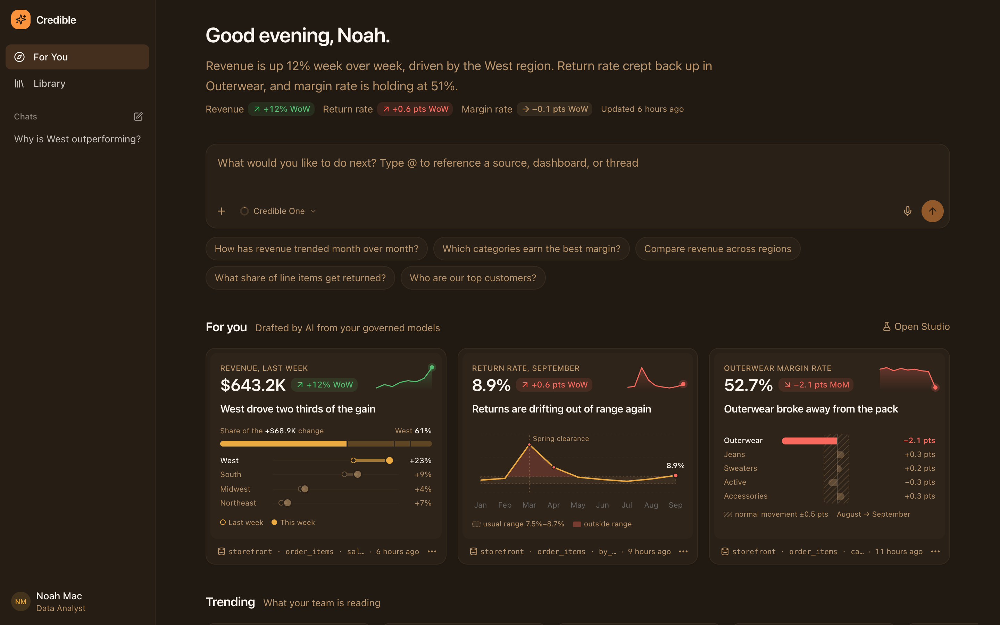 Credible
For You
Library
Chats
Why is West outperforming?
NM
Noah Mac
Data Analyst
Good evening, Noah.
Revenue is up 12% week over week, driven by the West region. Return rate crept back up in
Outerwear, and margin rate is holding at 51%.
Revenue +12% WoW Return rate +0.6 pts WoW Margin rate −0.1 pts WoW Updated 6 hours ago
What would you like to do next? Type @ to reference a source, dashboard, or thread
Credible One
How has revenue trended month over month? Which categories earn the best margin? Compare revenue across regions
What share of line items get returned? Who are our top customers?
For you Drafted by AI from your governed models Open Studio
REVENUE, LAST WEEK
$643.2K +12% WoW
West drove two thirds of the gain
Share of the +$68.9K change West 61%
West +23%
South +9%
Midwest +4%
Northeast +7%
Last week This week
storefront · order_items · sal… · 6 hours ago
RETURN RATE, SEPTEMBER
8.9% +0.6 pts WoW
Returns are drifting out of range again
Spring clearance
8.9%
Jan Feb Mar Apr May Jun Jul Aug Sep
usual range 7.5%–8.7% outside range
storefront · order_items · by_… · 9 hours ago
OUTERWEAR MARGIN RATE
52.7% −2.1 pts MoM
Outerwear broke away from the pack
Outerwear −2.1 pts
Jeans +0.3 pts
Sweaters +0.2 pts
Active −0.3 pts
Accessories +0.3 pts
normal movement ±0.5 pts August → September
storefront · order_items · ca… · 11 hours ago
Trending What your team is reading